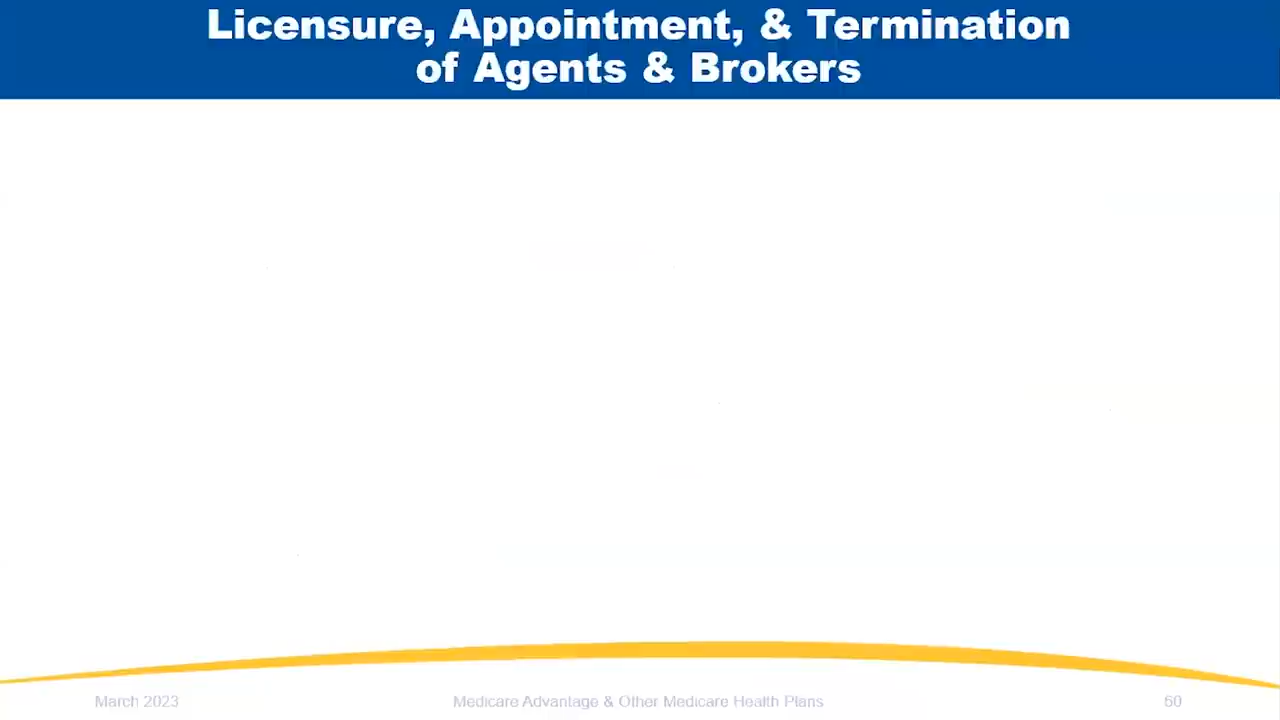 Licensure, Appointment, & Termination
of Agents & Brokers
March 2023
Medicare Advantage & Other Medicare Health Plans
60